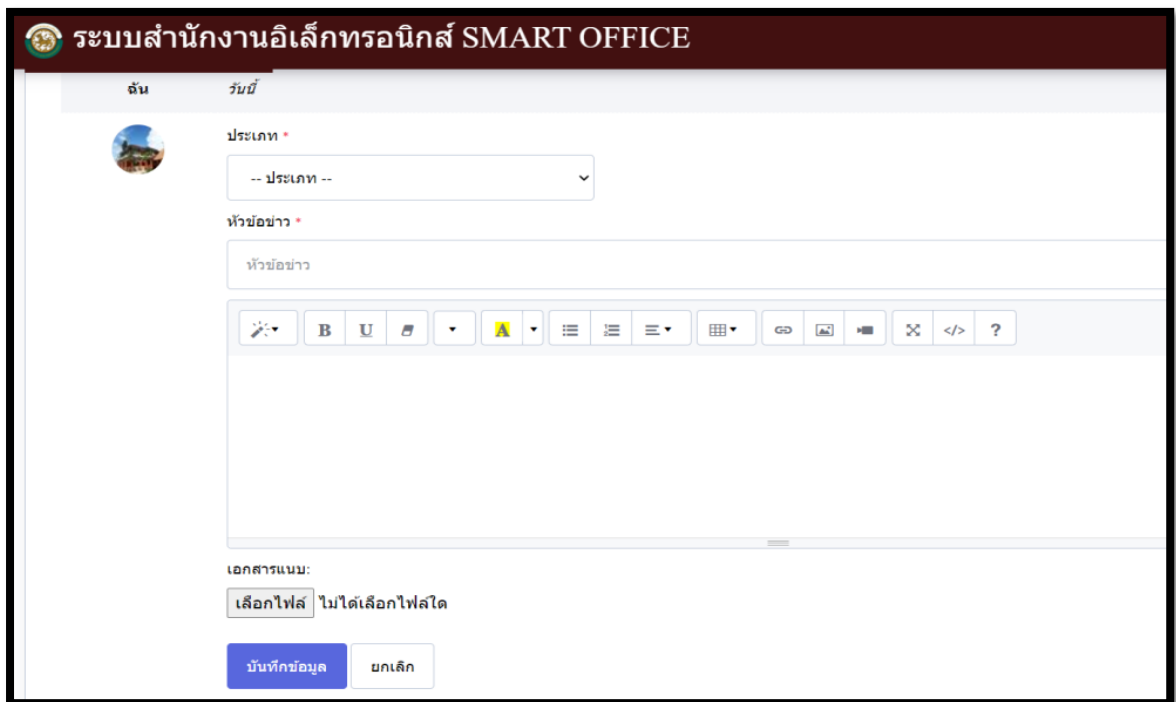 ระบบสำนักงานอิเล็กทรอนิกส์ SMART OFFICE
ฉัน วันนี้
ประเภท *
-- ประเภท --
หัวข้อข่าว *
หัวข้อข่าว
B U A </> ?
เอกสารแนบ:
เลือกไฟล์ ไม่ได้เลือกไฟล์ใด
บันทึกข้อมูล ยกเลิก